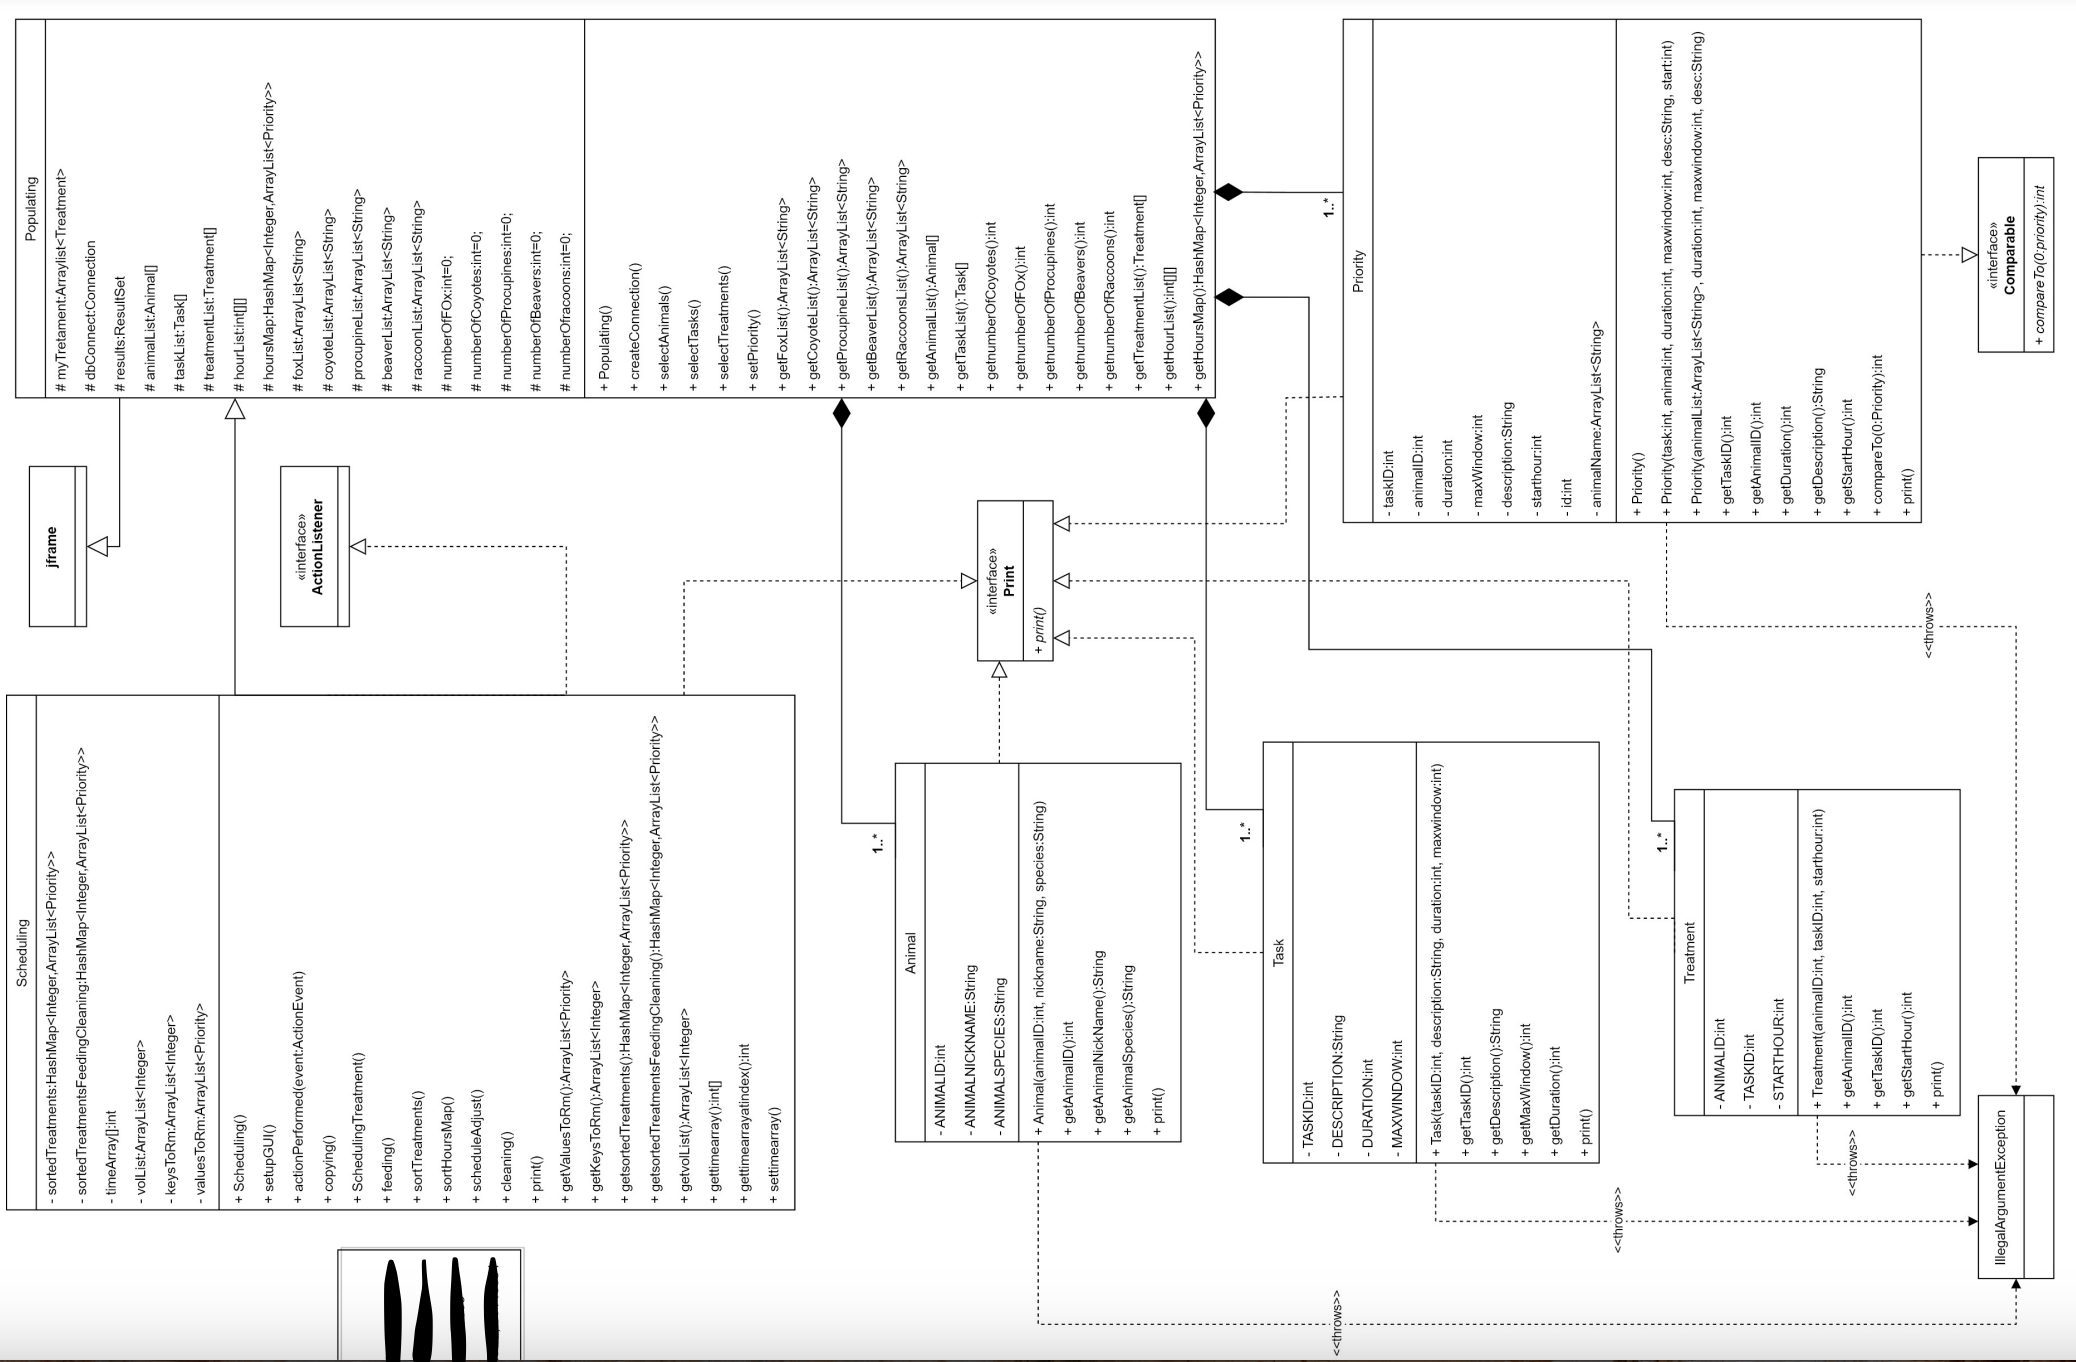 Scheduling
- sortedTreatments:HashMap<Integer,ArrayList<Priority>>
- sortedTreatmentsFeedingCleaning:HashMap<Integer,ArrayList<Priority>>
- timeArray[]:int
- volList:ArrayList<Integer>
- keysToRm:ArrayList<Integer>
- valuesToRm:ArrayList<Priority>
+ Scheduling()
+ setupGUI()
+ actionPerformed(event:ActionEvent)
+ copying()
+ SchedulingTreatment()
+ feeding()
+ sortTreatments()
+ sortHoursMap()
+ scheduleAdjust()
+ cleaning()
+ print()
+ getValuesToRm():ArrayList<Priority>
+ getKeysToRm():ArrayList<Integer>
+ getsortedTreatments():HashMap<Integer,ArrayList<Priority>>
+ getsortedTreatmentsFeedingCleaning():HashMap<Integer,ArrayList<Priority>>
+ getvolList():ArrayList<Integer>
+ gettimearray():int[]
+ gettimearrayatindex():int
+ settimearray()
jframe
«interface»
ActionListener
Populating
# myTretament:Arraylist<Treatment>
# dbConnect:Connection
# results:ResultSet
# animalList:Animal[]
# taskList:Task[]
# treatmentList:Treatment[]
# hourList:int[][]
# hoursMap:HashMap<Integer,ArrayList<Priority>>
# foxList:ArrayList<String>
# coyoteList:ArrayList<String>
# procupineList:ArrayList<String>
# beaverList:ArrayList<String>
# raccoonList:ArrayList<String>
# numberOfFOx:int=0;
# numberOfCoyotes:int=0;
# numberOfProcupines:int=0;
# numberOfBeavers:int=0;
# numberOfracoons:int=0;
+ Populating()
+ createConnection()
+ selectAnimals()
+ selectTasks()
+ selectTreatments()
+ setPriority()
+ getFoxList():ArrayList<String>
+ getCoyoteList():ArrayList<String>
+ getProcupineList():ArrayList<String>
+ getBeaverList():ArrayList<String>
+ getRaccoonsList():ArrayList<String>
+ getAnimalList():Animal[]
+ getTaskList():Task[]
+ getnumberOfCoyotes():int
+ getnumberOfFOx():int
+ getnumberOfProcupines():int
+ getnumberOfBeavers():int
+ getnumberOfRaccons():int
+ getTreatmentList():Treatment[]
+ getHourList():int[][]
+ getHoursMap():HashMap<Integer,ArrayList<Priority>>
Animal
- ANIMALID:int
- ANIMALNICKNAME:String
- ANIMALSPECIES:String
+ Animal(animalID:int, nickname:String, species:String)
+ getAnimalID():int
+ getAnimalNickName():String
+ getAnimalSpecies():String
+ print()
1..*
«interface»
Print
+ print()
Task
- TASKID:int
- DESCRIPTION:String
- DURATION:int
- MAXWINDOW:int
+ Task(taskID:int, description:String, duration:int, maxwindow:int)
+ getTaskID():int
+ getDescription():String
+ getMaxWindow():int
+ getDuration():int
+ print()
1..*
Priority
- taskID:int
- animalID:int
- duration:int
- maxWindow:int
- description:String
- starthour:int
- id:int
- animalName:ArrayList<String>
+ Priority()
+ Priority(task:int, animal:int, duration:int, maxwindow:int, desc:String, start:int)
+ Priority(animalList:ArrayList<String>, duration:int, maxwindow:int, desc:String)
+ getTaskID():int
+ getAnimalID():int
+ getDuration():int
+ getDescription():String
+ getStartHour():int
+ compareTo(0:Priority):int
+ print()
1..*
Treatment
- ANIMALID:int
- TASKID:int
- STARTHOUR:int
+ Treatment(animalID:int, taskID:int, starthour:int)
+ getAnimalID():int
+ getTaskID():int
+ getStartHour():int
+ print()
1..*
«interface»
Comparable
+ compareTo(0:priority):int
IllegalArgumentException
<<throws>>
<<throws>>
<<throws>>
<<throws>>